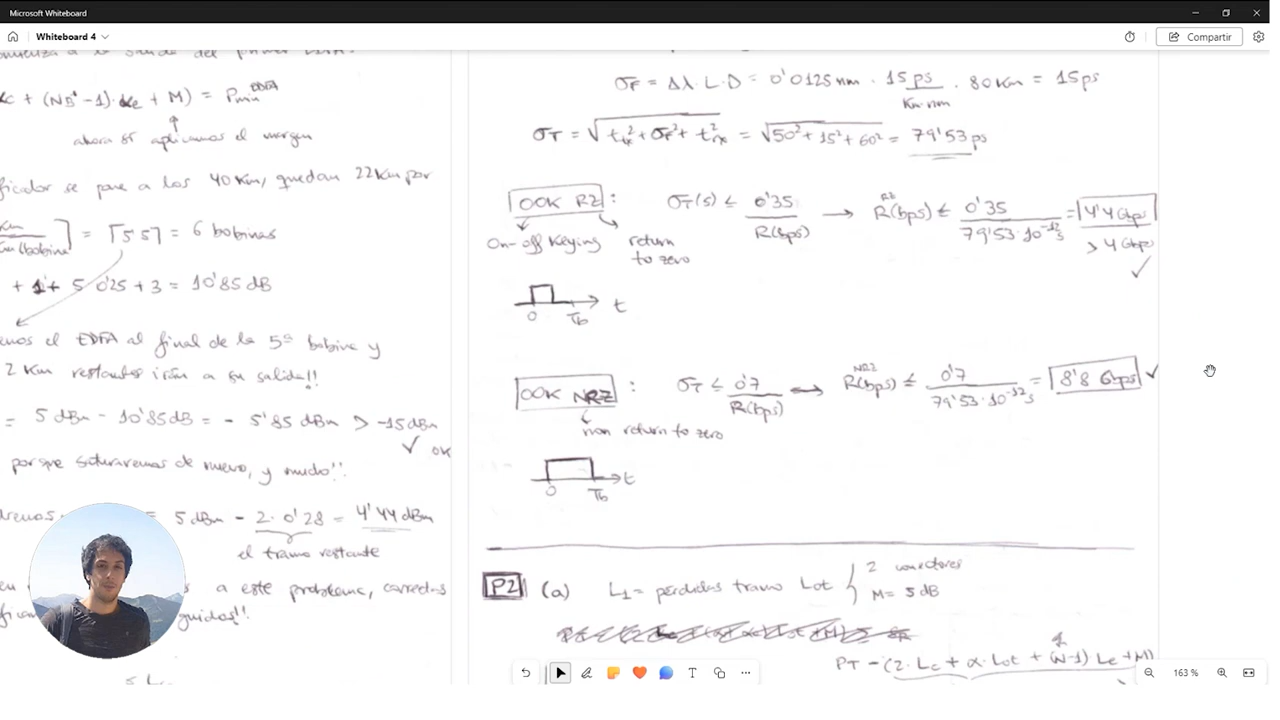 Microsoft Whiteboard
Whiteboard 4
Compartir
del primer EDFA.
+ (NB - 1) · αe + M) = Pmin EDFA
ahora sí aplicamos el margen
se pone a los 40 Km, quedan 22 Km por
= ⌈5'5⌉ = 6 bobinas
+ 1 + 5 · 0'25 + 3 = 10'85 dB
el EDFA al final de la 5ª bobina y
2 Km restantes irán a su salida!!
= 5 dBm - 10'85 dB = - 5'85 dBm > -15 dBm
✓ OK
porque saturaremos de nuevo, y mucho!!
5 dBm - 2 · 0'28 = 4'44 dBm
el tramo restante
a este problema,
σF = Δλ · L · D = 0'0125 nm · 15 ps / Km·nm · 80 Km = 15 ps
σT = √(ttx² + σF² + trx²) = √(50² + 15² + 60²) = 79'53 ps
OOK RZ : σT(s) ≤ 0'35 / R(bps) → R(bps) RZ ≤ 0'35 / 79'53·10⁻¹² s = 4'4 Gbps
> 4 Gbps ✓
On-off Keying return to zero
0 Tb t
OOK NRZ : σT ≤ 0'7 / R(bps) → R(bps) NRZ ≤ 0'7 / 79'53·10⁻¹² s = 8'8 Gbps ✓
non return to zero
0 Tb t
P2 (a) L1 = pérdidas tramo Lot { 2 conectores
M = 5 dB
PT - (2 · Lc + α · Lot + (N-1) Le + M)
163 %